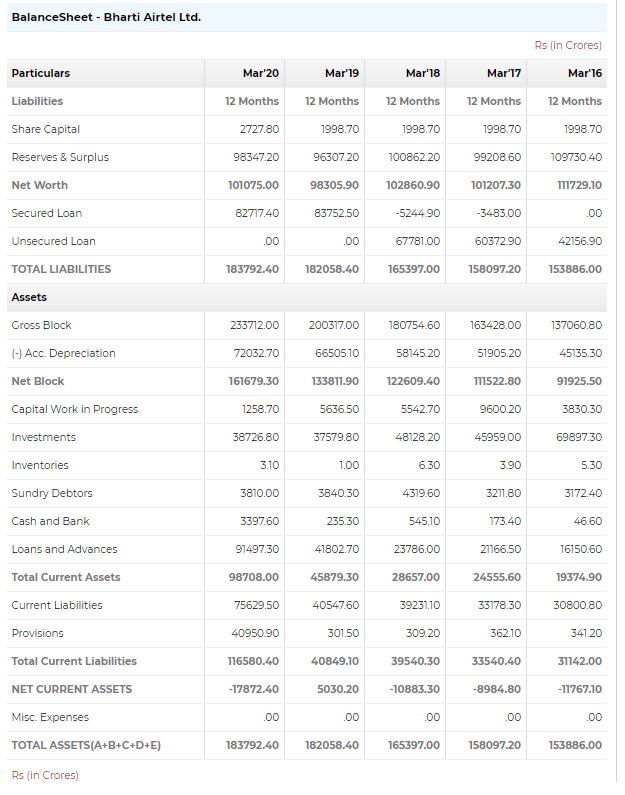 BalanceSheet - Bharti Airtel Ltd.
Rs (in Crores)
Particulars Mar'20 Mar'19 Mar'18 Mar'17 Mar'16
Liabilities 12 Months 12 Months 12 Months 12 Months 12 Months
Share Capital 2727.80 1998.70 1998.70 1998.70 1998.70
Reserves & Surplus 98347.20 96307.20 100862.20 99208.60 109730.40
Net Worth 101075.00 98305.90 102860.90 101207.30 111729.10
Secured Loan 82717.40 83752.50 -5244.90 -3483.00 .00
Unsecured Loan .00 .00 67781.00 60372.90 42156.90
TOTAL LIABILITIES 183792.40 182058.40 165397.00 158097.20 153886.00
Assets
Gross Block 233712.00 200317.00 180754.60 163428.00 137060.80
(-) Acc. Depreciation 72032.70 66505.10 58145.20 51905.20 45135.30
Net Block 161679.30 133811.90 122609.40 111522.80 91925.50
Capital Work in Progress 1258.70 5636.50 5542.70 9600.20 3830.30
Investments 38726.80 37579.80 48128.20 45959.00 69897.30
Inventories 3.10 1.00 6.30 3.90 5.30
Sundry Debtors 3810.00 3840.30 4319.60 3211.80 3172.40
Cash and Bank 3397.60 235.30 545.10 173.40 46.60
Loans and Advances 91497.30 41802.70 23786.00 21166.50 16150.60
Total Current Assets 98708.00 45879.30 28657.00 24555.60 19374.90
Current Liabilities 75629.50 40547.60 39231.10 33178.30 30800.80
Provisions 40950.90 301.50 309.20 362.10 341.20
Total Current Liabilities 116580.40 40849.10 39540.30 33540.40 31142.00
NET CURRENT ASSETS -17872.40 5030.20 -10883.30 -8984.80 -11767.10
Misc. Expenses .00 .00 .00 .00 .00
TOTAL ASSETS(A+B+C+D+E) 183792.40 182058.40 165397.00 158097.20 153886.00
Rs (in Crores)